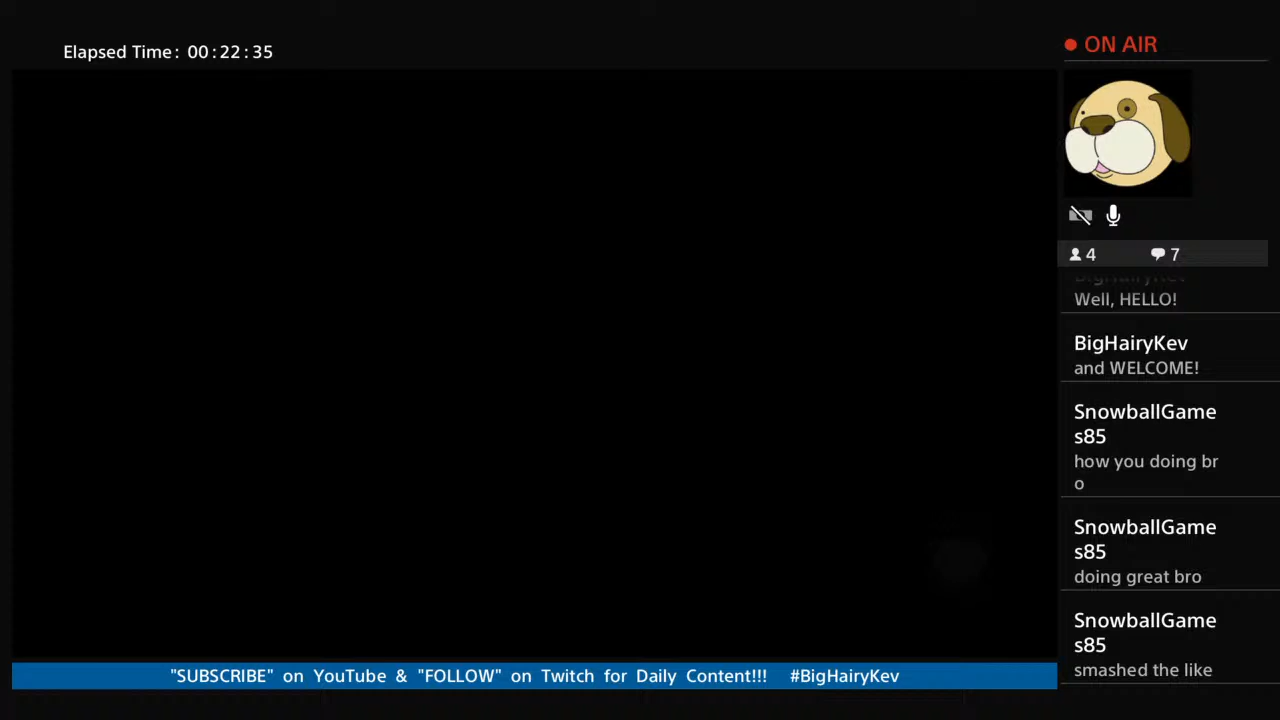 Elapsed Time: 00:22:35
ON AIR
4 7
BigHairyKev
Well, HELLO!
BigHairyKev
and WELCOME!
SnowballGame
s85
how you doing br
o
SnowballGame
s85
doing great bro
SnowballGame
s85
smashed the like
"SUBSCRIBE" on YouTube & "FOLLOW" on Twitch for Daily Content!!! #BigHairyKev